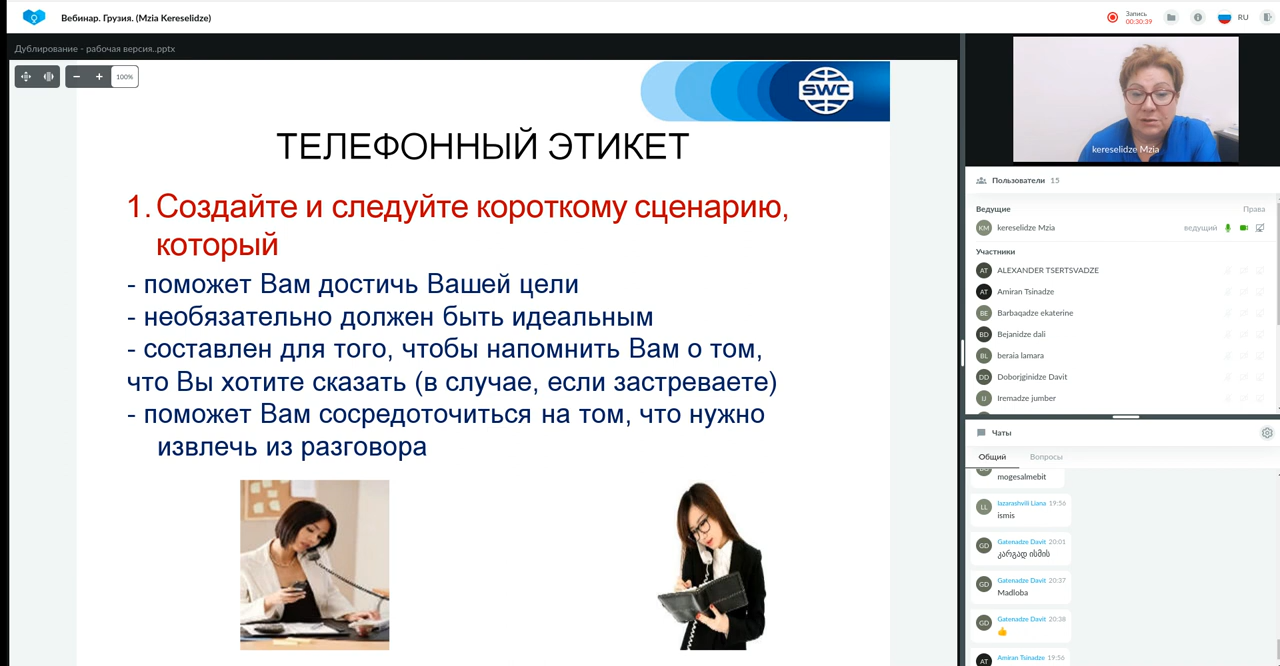 Вебинар. Грузия. (Mzia Kereselidze)
Запись
00:30:39
RU
Дублирование - рабочая версия..pptx
100%
SWC
ТЕЛЕФОННЫЙ ЭТИКЕТ
1. Создайте и следуйте короткому сценарию,
который
- поможет Вам достичь Вашей цели
- необязательно должен быть идеальным
- составлен для того, чтобы напомнить Вам о том,
что Вы хотите сказать (в случае, если застреваете)
- поможет Вам сосредоточиться на том, что нужно
извлечь из разговора
kereselidze Mzia
Пользователи 15
Ведущие Права
KM kereselidze Mzia ведущий
Участники
AT ALEXANDER TSERTSVADZE
AT Amiran Tsinadze
BE Barbaqadze ekaterine
BD Bejanidze dali
BL beraia lamara
DD Doborjginidze Davit
IJ Iremadze jumber
Чаты
Общий Вопросы
mogesalmebit
LL lazarashvili Liana 19:56
ismis
GD Gatenadze Davit 20:01
კარგად ისმის
GD Gatenadze Davit 20:37
Madloba
GD Gatenadze Davit 20:38
👍
AT Amiran Tsinadze 19:56